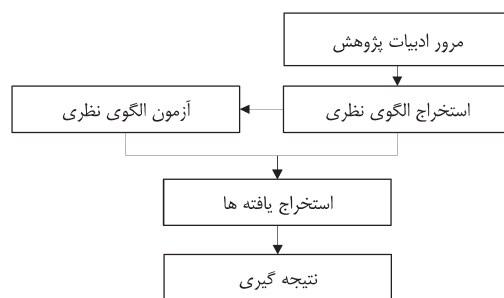 مرور ادبیات پژوهش
استخراج الگوی نظری
آزمون الگوی نظری
استخراج یافته ها
نتیجه گیری